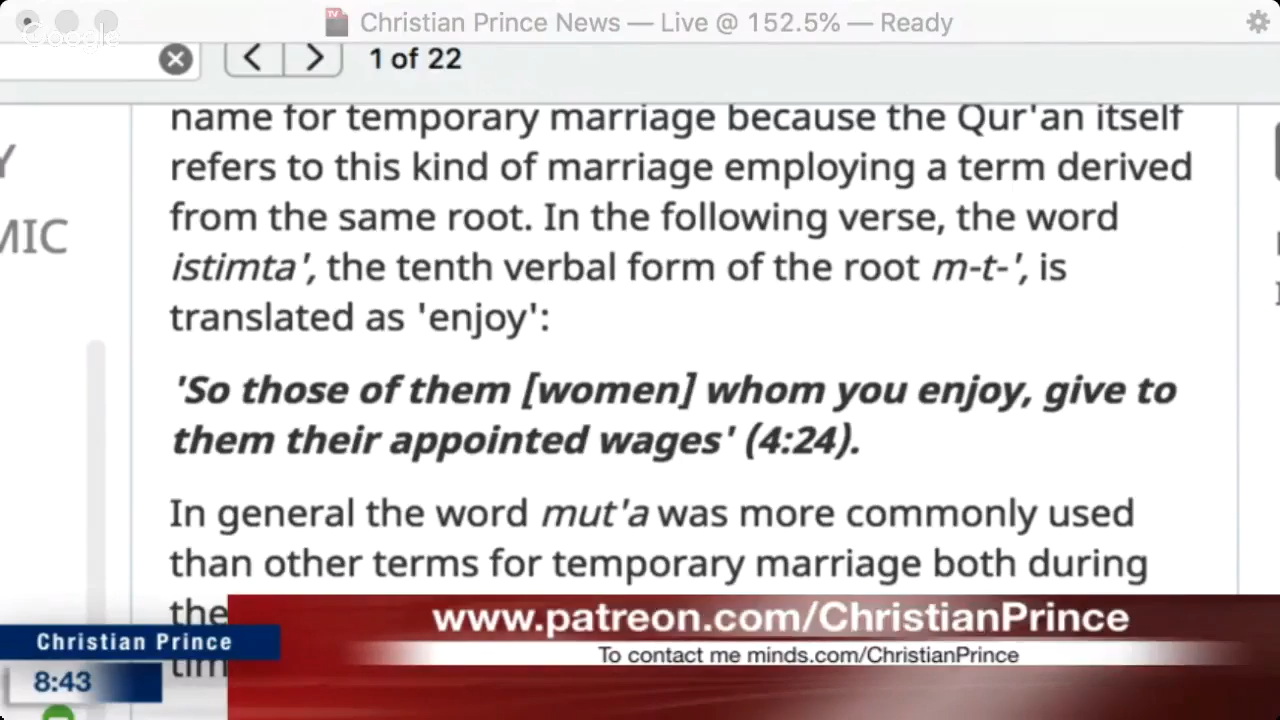 Christian Prince News — Live @ 152.5% — Ready
Google
1 of 22
Y
MIC
name for temporary marriage because the Qur'an itself
refers to this kind of marriage employing a term derived
from the same root. In the following verse, the word
istimta', the tenth verbal form of the root m-t-', is
translated as 'enjoy':
'So those of them [women] whom you enjoy, give to
them their appointed wages' (4:24).
In general the word mut'a was more commonly used
than other terms for temporary marriage both during
the
www.patreon.com/ChristianPrince
Christian Prince
To contact me minds.com/ChristianPrince
8:43